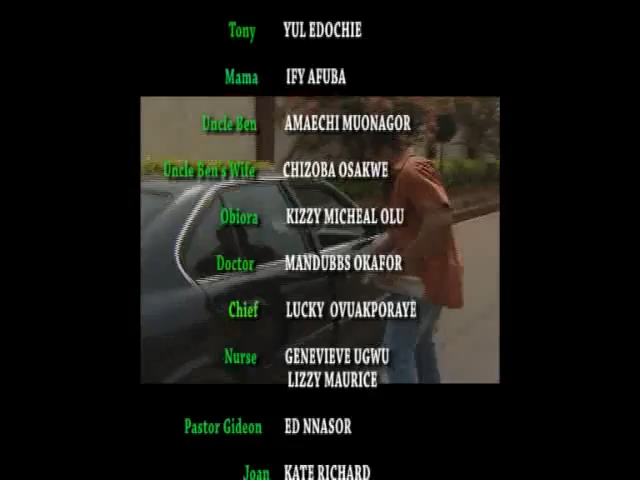 Tony YUL EDOCHIE
Mama IFY AFUBA
Uncle Ben AMAECHI MUONAGOR
Uncle Ben's Wife CHIZOBA OSAKWE
Obiora KIZZY MICHEAL OLU
Doctor MANDUBBS OKAFOR
Chief LUCKY OVUAKPORAYE
Nurse GENEVIEVE UGWU
LIZZY MAURICE
Pastor Gideon ED NNASOR
Joan KATE RICHARD